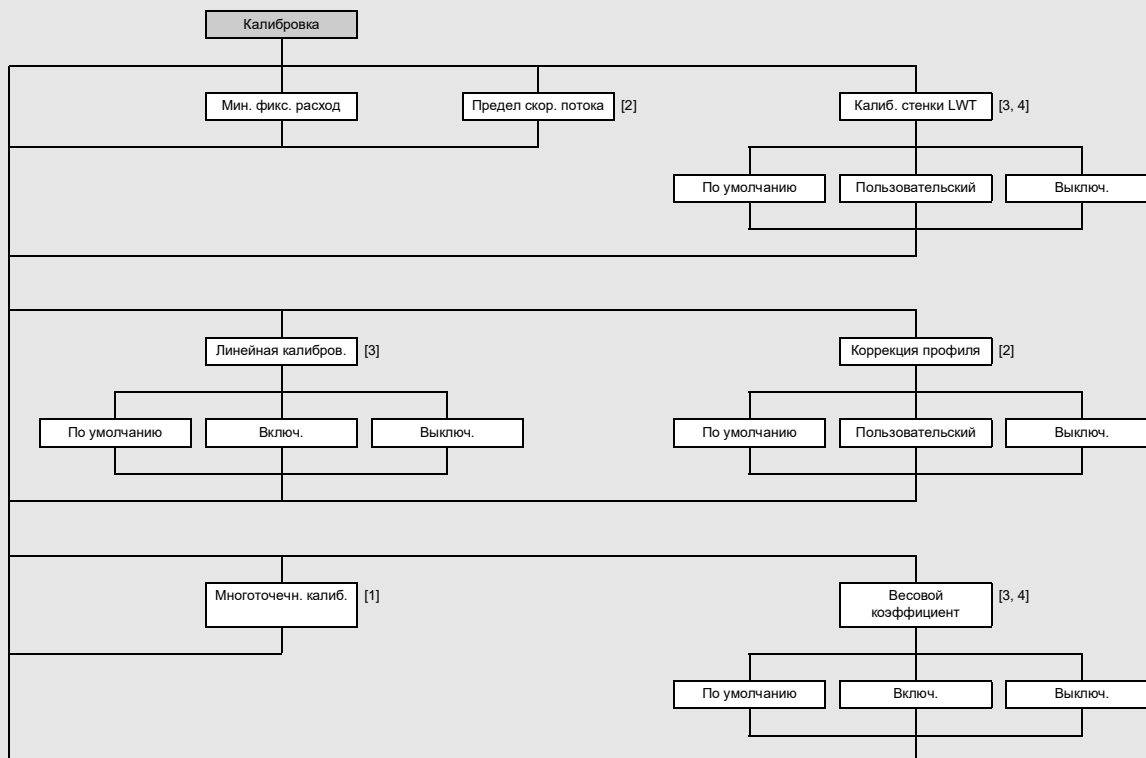 Калибровка
Мин. фикс. расход
Предел скор. потока [2]
Калиб. стенки LWT [3, 4]
По умолчанию
Пользовательский
Выключ.
Линейная калибров. [3]
Коррекция профиля [2]
По умолчанию
Включ.
Выключ.
По умолчанию
Пользовательский
Выключ.
Многоточечн. калиб. [1]
Весовой
коэффициент [3, 4]
По умолчанию
Включ.
Выключ.